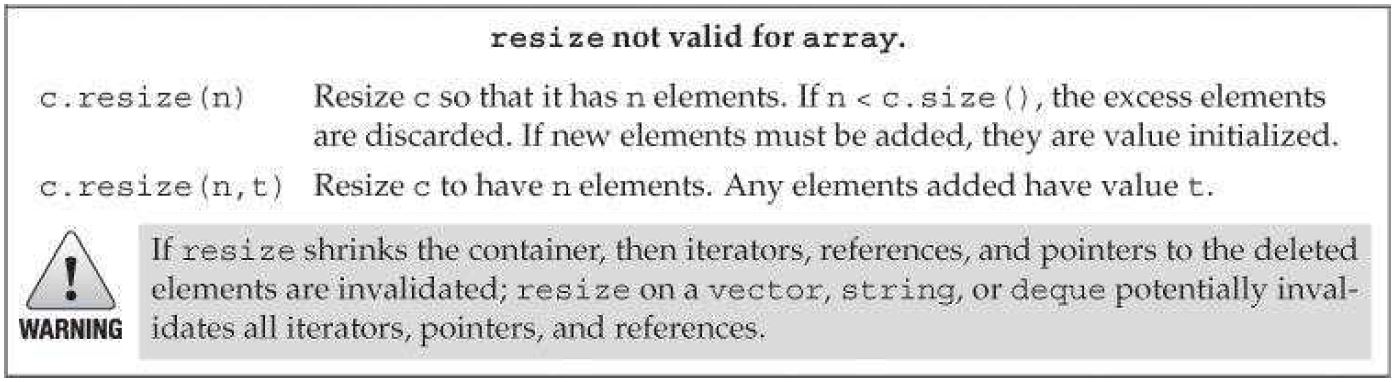 resize not valid for array.
c.resize(n) Resize c so that it has n elements. If n < c.size(), the excess elements
are discarded. If new elements must be added, they are value initialized.
c.resize(n,t) Resize c to have n elements. Any elements added have value t.
If resize shrinks the container, then iterators, references, and pointers to the deleted
elements are invalidated; resize on a vector, string, or deque potentially inval-
idates all iterators, pointers, and references.
WARNING